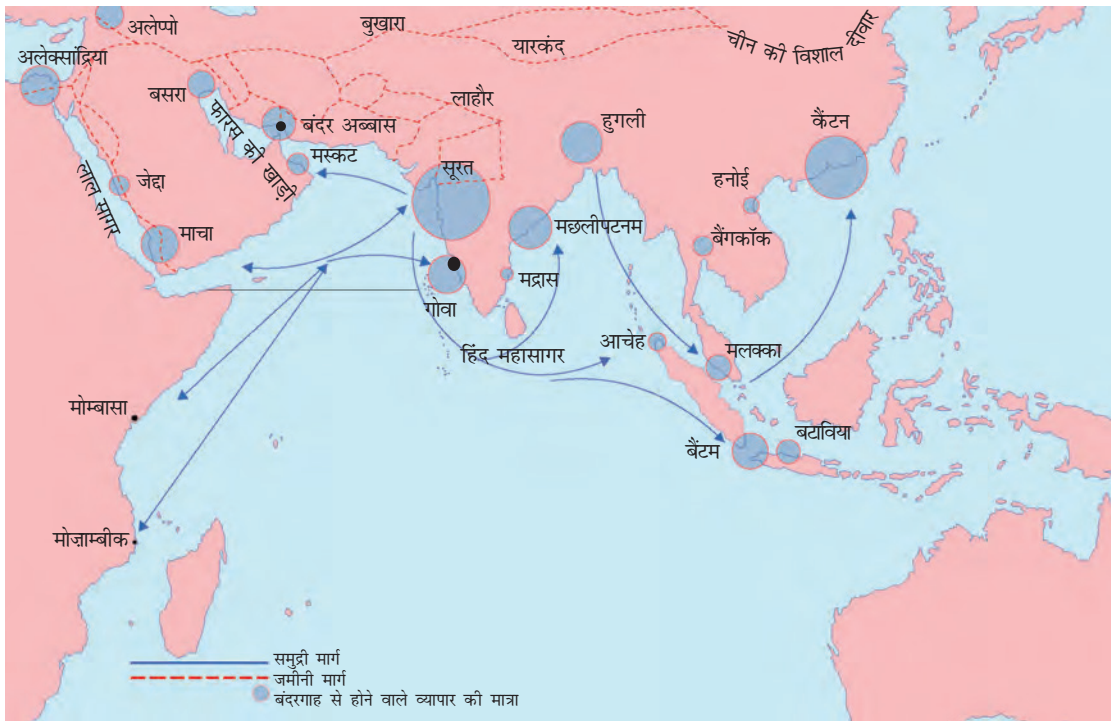 अलेप्पो
बुखारा
यारकंद
चीन की विशाल दीवार
अलेक्सांद्रिया
बसरा
लाहौर
फ़ारस की खाड़ी
बंदर अब्बास
हुगली
कैंटन
मस्कट
सूरत
लाल सागर
जेद्दा
हनोई
माचा
मछलीपटनम
बैंगकॉक
मद्रास
गोवा
हिंद महासागर
आचेह
मलक्का
मोम्बासा
बैंटम
बटाविया
मोज़ाम्बीक
समुद्री मार्ग
जमीनी मार्ग
बंदरगाह से होने वाले व्यापार की मात्रा